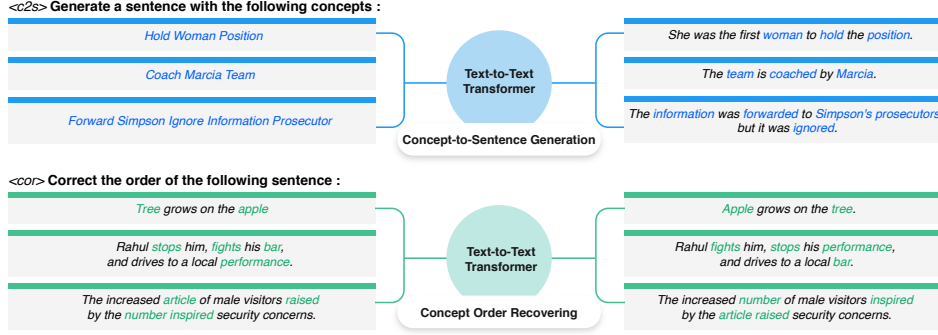 <c2s> Generate a sentence with the following concepts :
Hold Woman Position
Coach Marcia Team
Forward Simpson Ignore Information Prosecutor
Text-to-Text
Transformer
Concept-to-Sentence Generation
She was the first woman to hold the position.
The team is coached by Marcia.
The information was forwarded to Simpson's prosecutors
but it was ignored.
<cor> Correct the order of the following sentence :
Tree grows on the apple
Rahul stops him, fights his bar,
and drives to a local performance.
The increased article of male visitors raised
by the number inspired security concerns.
Text-to-Text
Transformer
Concept Order Recovering
Apple grows on the tree.
Rahul fights him, stops his performance,
and drives to a local bar.
The increased number of male visitors inspired
by the article raised security concerns.